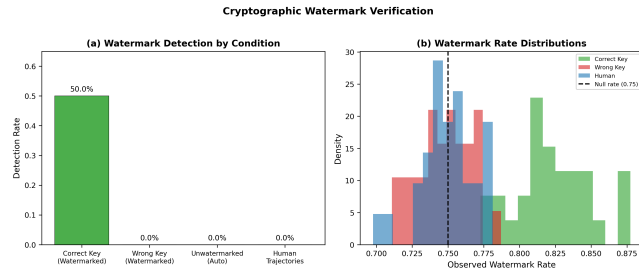 Cryptographic Watermark Verification
(a) Watermark Detection by Condition
Detection Rate
0.6
0.5
0.4
0.3
0.2
0.1
0.0
50.0%
0.0%
0.0%
0.0%
Correct Key
(Watermarked)
Wrong Key
(Watermarked)
Unwatermarked
(Auto)
Human
Trajectories
(b) Watermark Rate Distributions
Density
30
25
20
15
10
5
0
Correct Key
Wrong Key
Human
Null rate (0.75)
0.700
0.725
0.750
0.775
0.800
0.825
0.850
0.875
Observed Watermark Rate